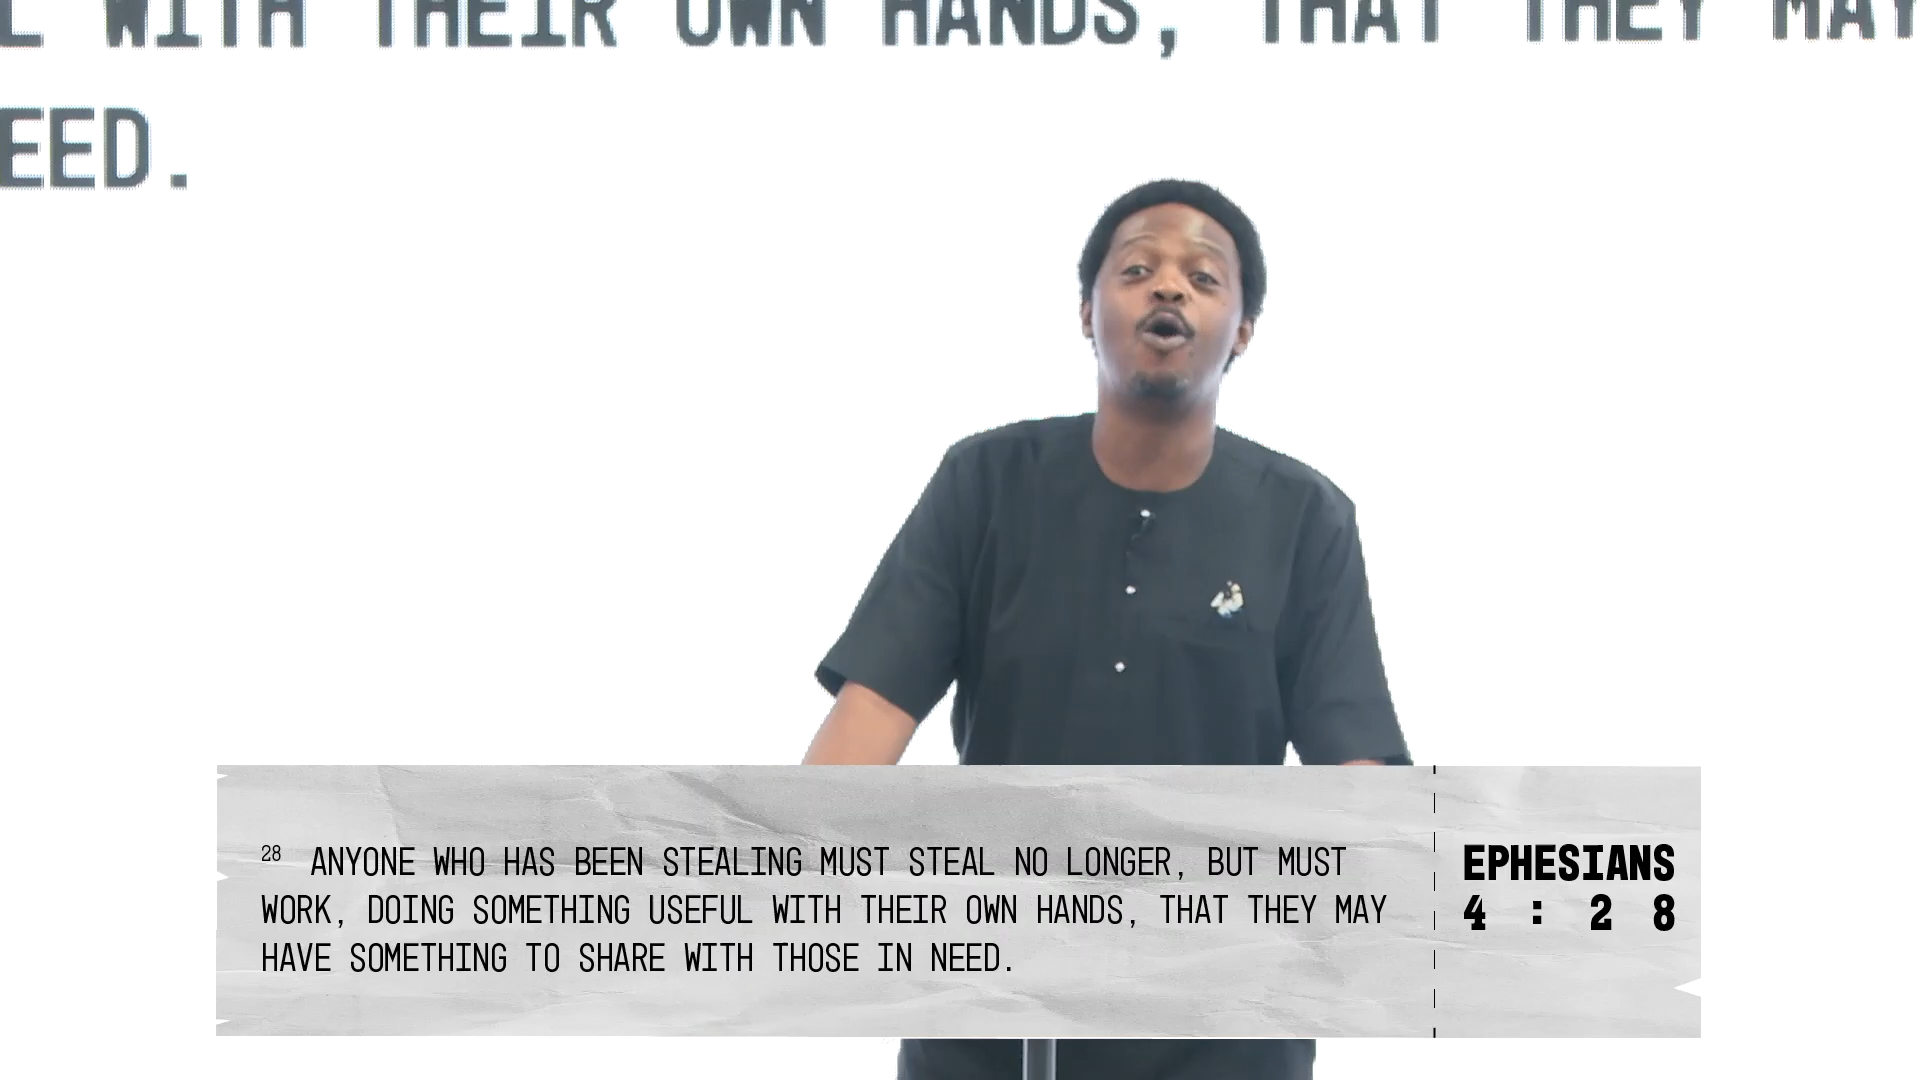 WITH THEIR OWN HANDS, THAT THEY MAY
EED.
28 ANYONE WHO HAS BEEN STEALING MUST STEAL NO LONGER, BUT MUST
WORK, DOING SOMETHING USEFUL WITH THEIR OWN HANDS, THAT THEY MAY
HAVE SOMETHING TO SHARE WITH THOSE IN NEED.
EPHESIANS
4 : 2 8